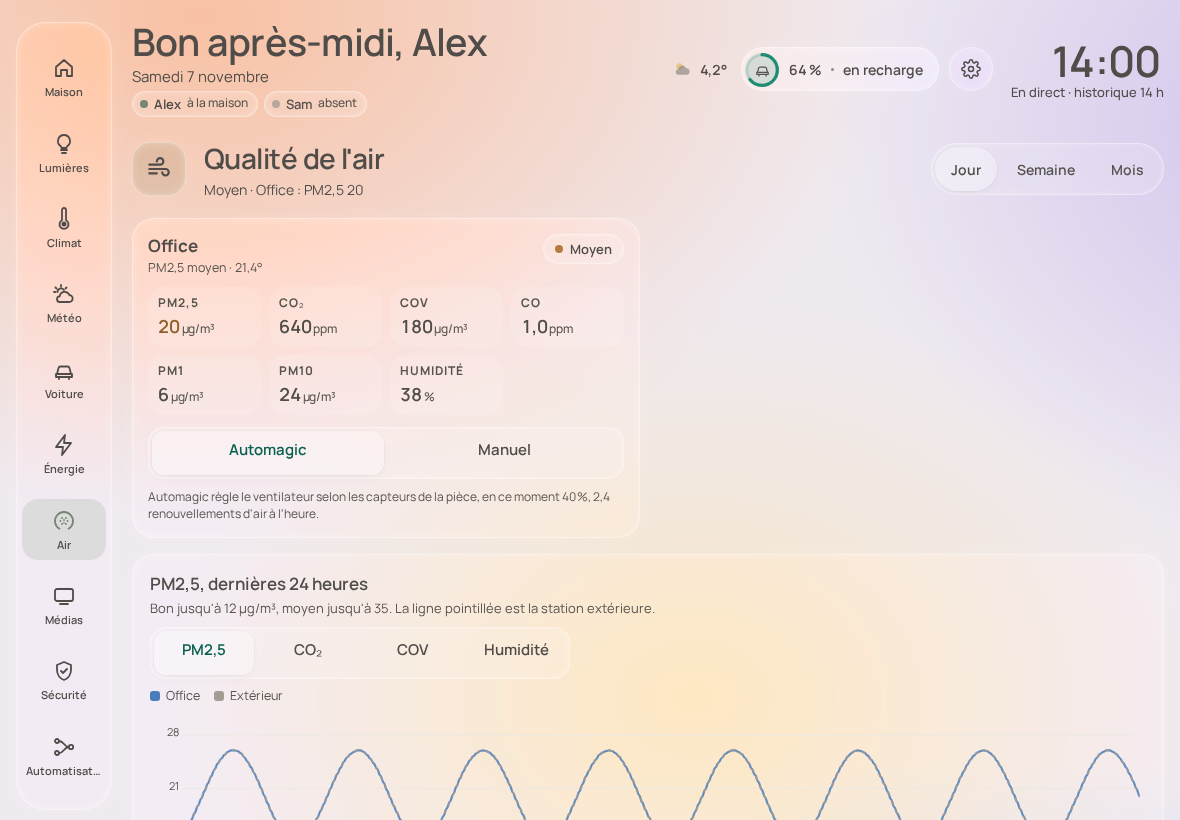 Bon après-midi, Alex
Samedi 7 novembre
Alex à la maison
Sam absent
4,2°
64 % · en recharge
14:00
En direct · historique 14 h
Maison
Lumières
Climat
Météo
Voiture
Énergie
Air
Médias
Sécurité
Automatisat…
Qualité de l'air
Moyen · Office : PM2,5 20
Jour
Semaine
Mois
Office
PM2,5 moyen · 21,4°
Moyen
PM2,5
20 µg/m³
CO₂
640 ppm
COV
180 µg/m³
CO
1,0 ppm
PM1
6 µg/m³
PM10
24 µg/m³
HUMIDITÉ
38 %
Automagic
Manuel
Automagic règle le ventilateur selon les capteurs de la pièce, en ce moment 40 %, 2,4
renouvellements d'air à l'heure.
PM2,5, dernières 24 heures
Bon jusqu'à 12 µg/m³, moyen jusqu'à 35. La ligne pointillée est la station extérieure.
PM2,5
CO₂
COV
Humidité
Office
Extérieur
28
21